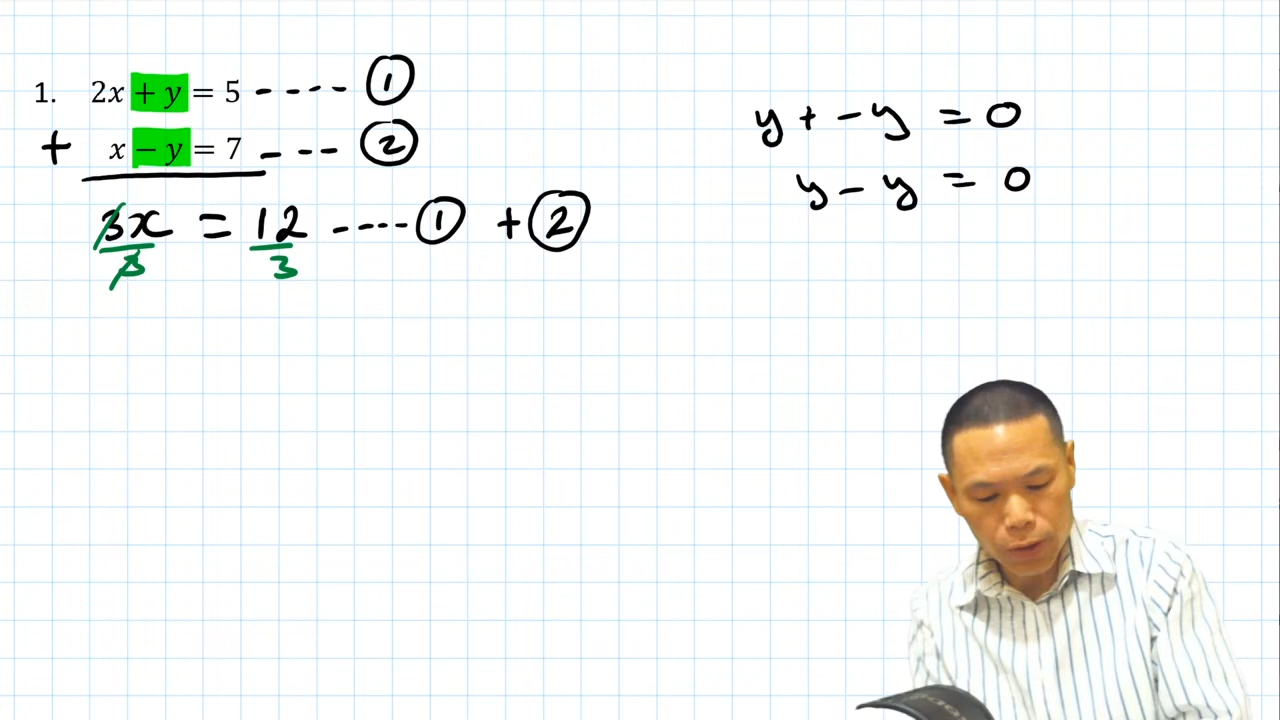 1. 2x + y = 5 ---- ①
+ x − y = 7 --- ②
3x = 12 ---- ① + ②
3 3
y + - y = 0
y - y = 0